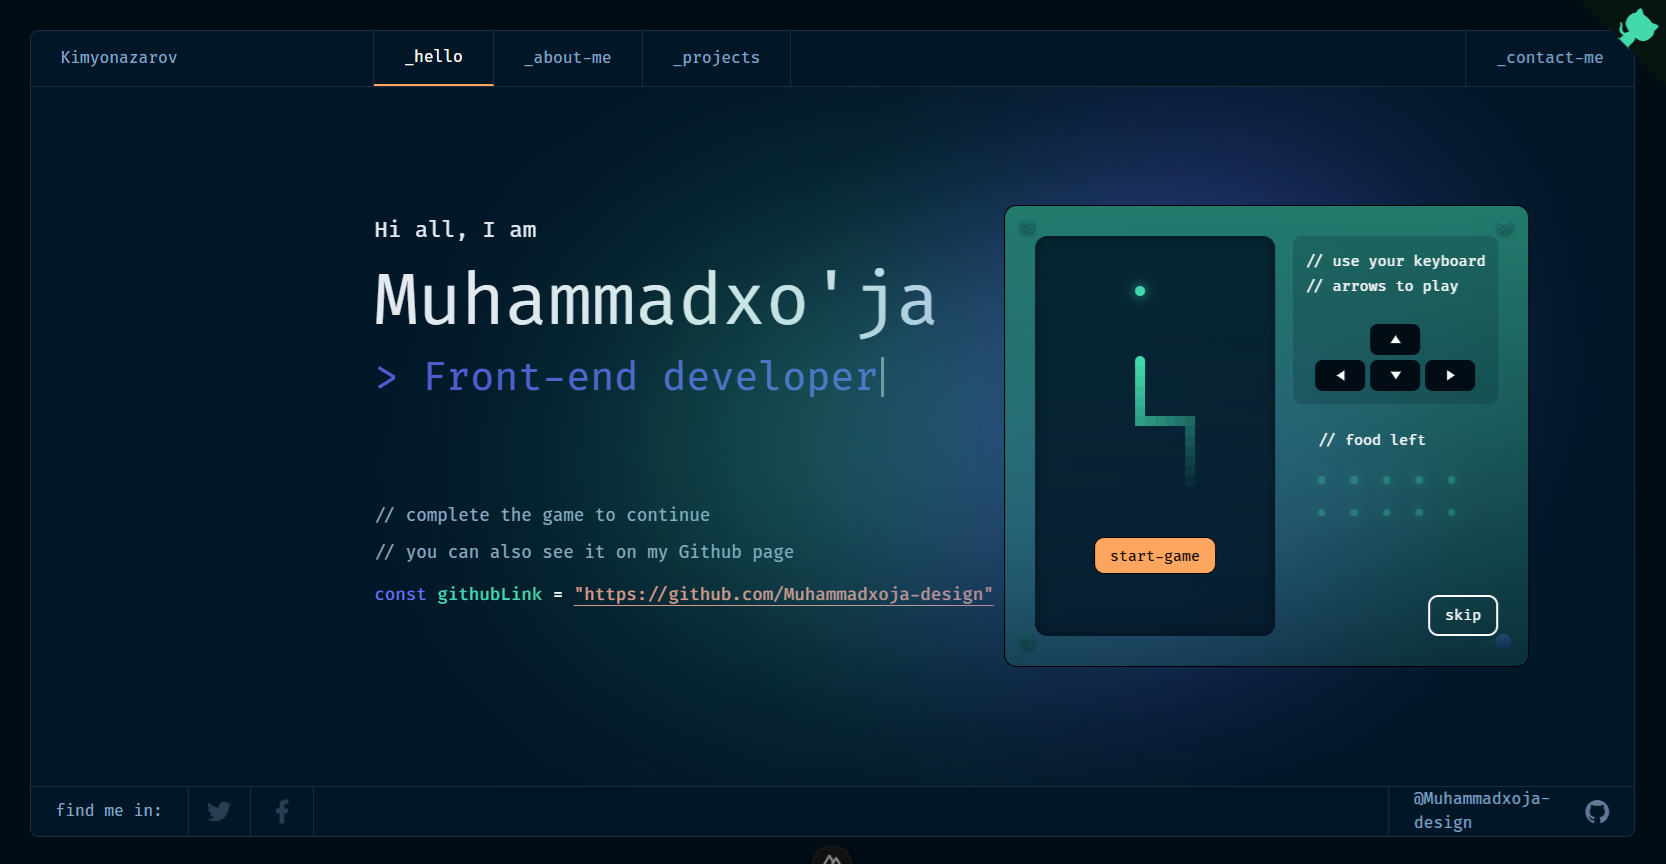 Kimyonazarov
_hello
_about-me
_projects
_contact-me
Hi all, I am
Muhammadxo'ja
> Front-end developer
// complete the game to continue
// you can also see it on my Github page
const githubLink = "https://github.com/Muhammadxoja-design"
start-game
// use your keyboard
// arrows to play
// food left
skip
find me in:
@Muhammadxoja-
design